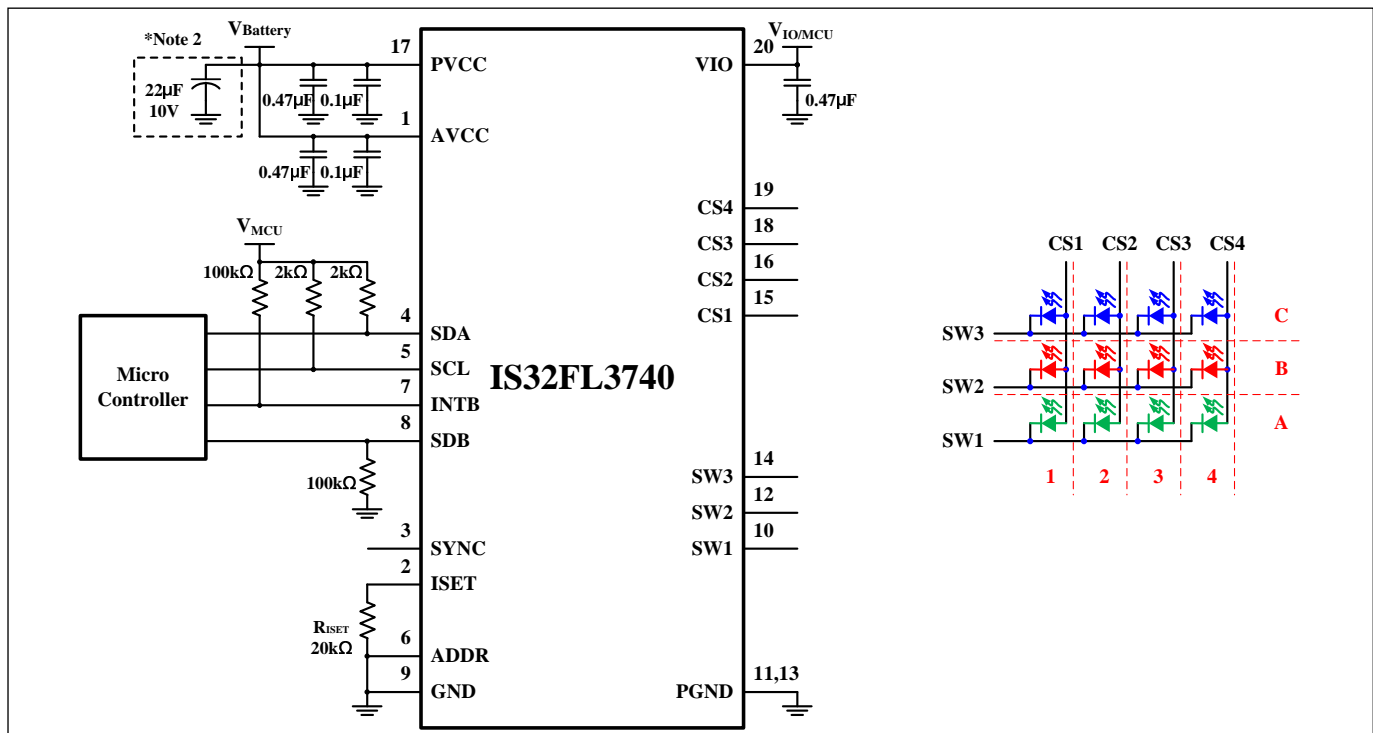 *Note 2
VBattery
22μF
10V
0.47μF
0.1μF
0.47μF
0.1μF
17
PVCC
1
AVCC
VMCU
100kΩ
2kΩ
2kΩ
Micro
Controller
4
SDA
5
SCL
7
INTB
8
SDB
100kΩ
3
SYNC
2
ISET
RISET
20kΩ
6
ADDR
9
GND
IS32FL3740
VIO/MCU
20
VIO
0.47μF
19
CS4
18
CS3
16
CS2
15
CS1
14
SW3
12
SW2
10
SW1
11,13
PGND
CS1 CS2 CS3 CS4
SW3
C
SW2
B
SW1
A
1 2 3 4